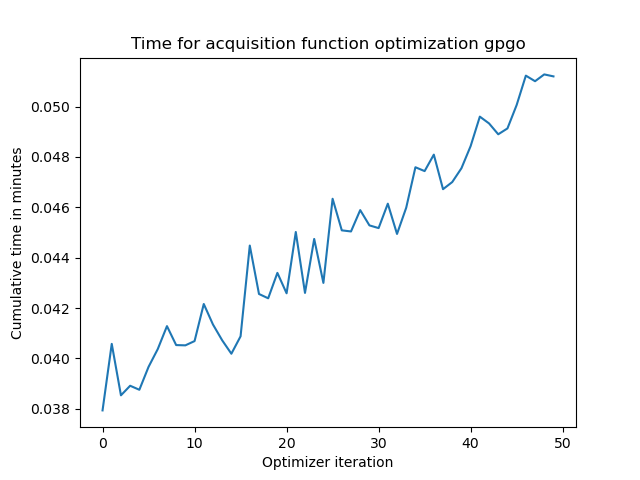 Time for acquisition function optimization gpgo
Cumulative time in minutes
0.050
0.048
0.046
0.044
0.042
0.040
0.038
0 10 20 30 40 50
Optimizer iteration